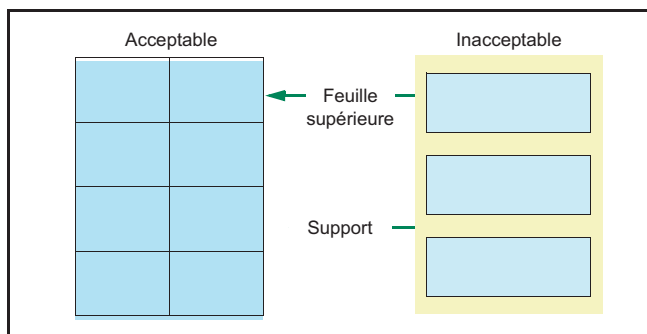 Acceptable
Inacceptable
Feuille
supérieure
Support